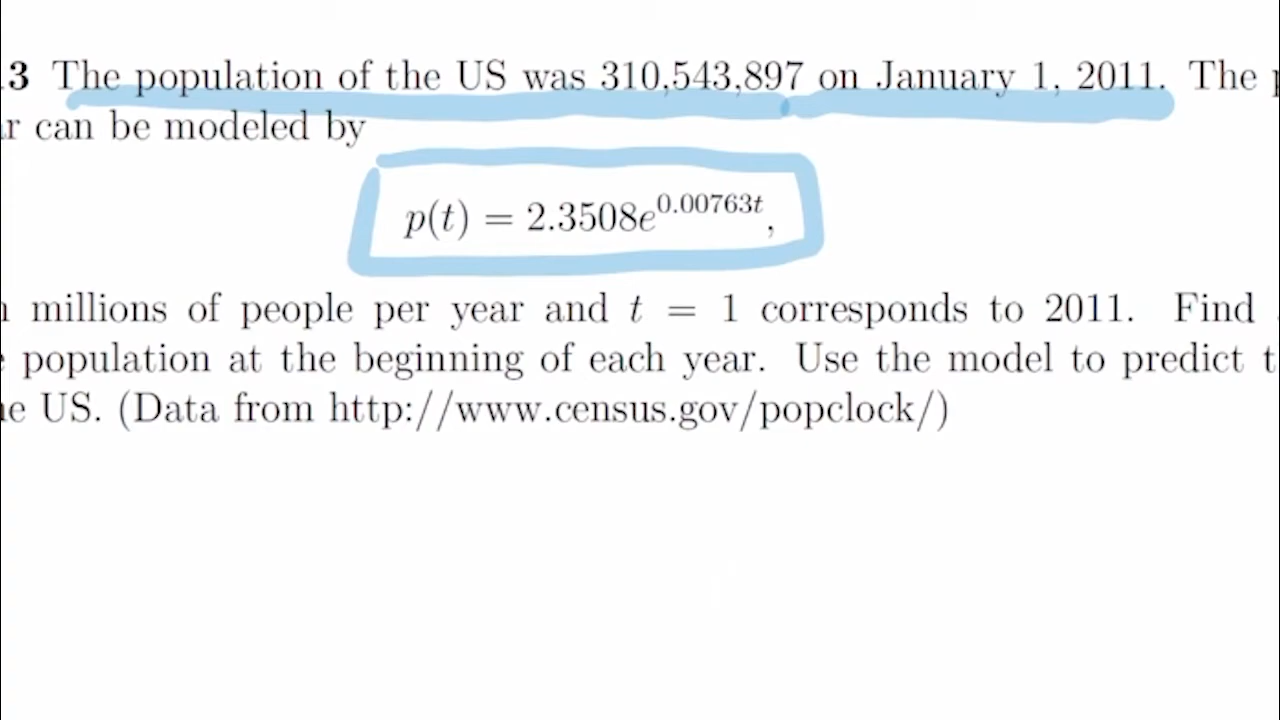 .3 The population of the US was 310,543,897 on January 1, 2011. The
can be modeled by
p(t) = 2.3508e^{0.00763t},
millions of people per year and t = 1 corresponds to 2011. Find
population at the beginning of each year. Use the model to predict
US. (Data from http://www.census.gov/popclock/)